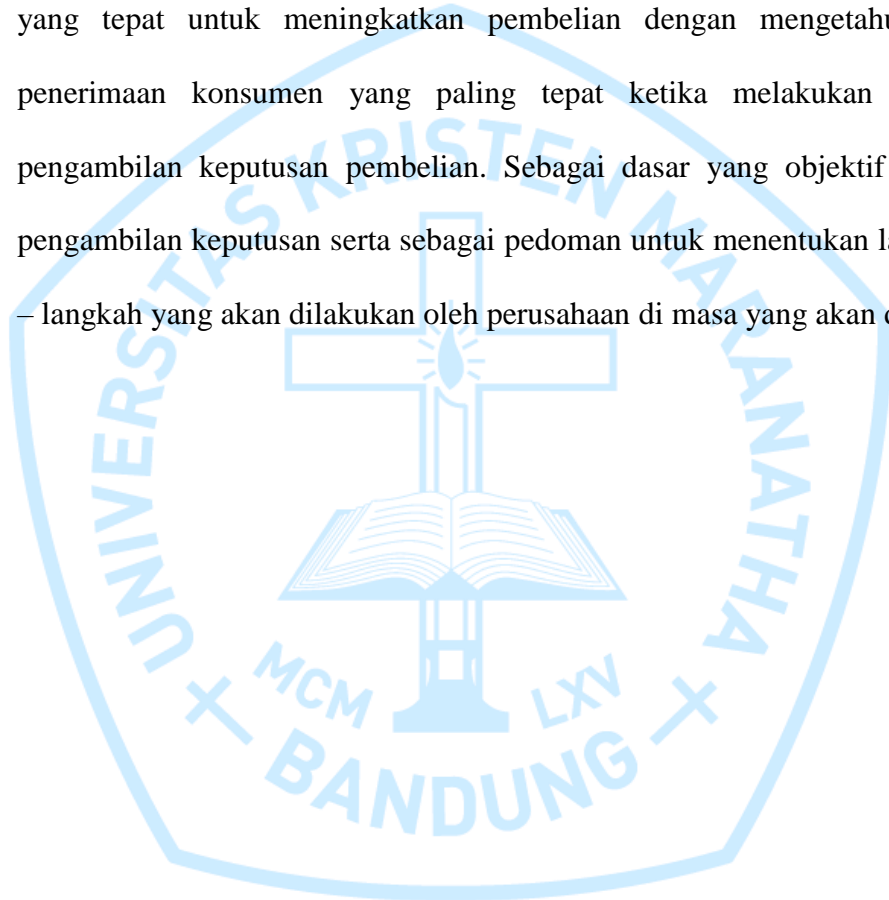 yang tepat untuk meningkatkan pembelian dengan mengetahu
penerimaan konsumen yang paling tepat ketika melakukan
pengambilan keputusan pembelian. Sebagai dasar yang objektif
pengambilan keputusan serta sebagai pedoman untuk menentukan la
– langkah yang akan dilakukan oleh perusahaan di masa yang akan d
UNIVERSITAS KRISTEN MARANATHA
MCM LXV
BANDUNG